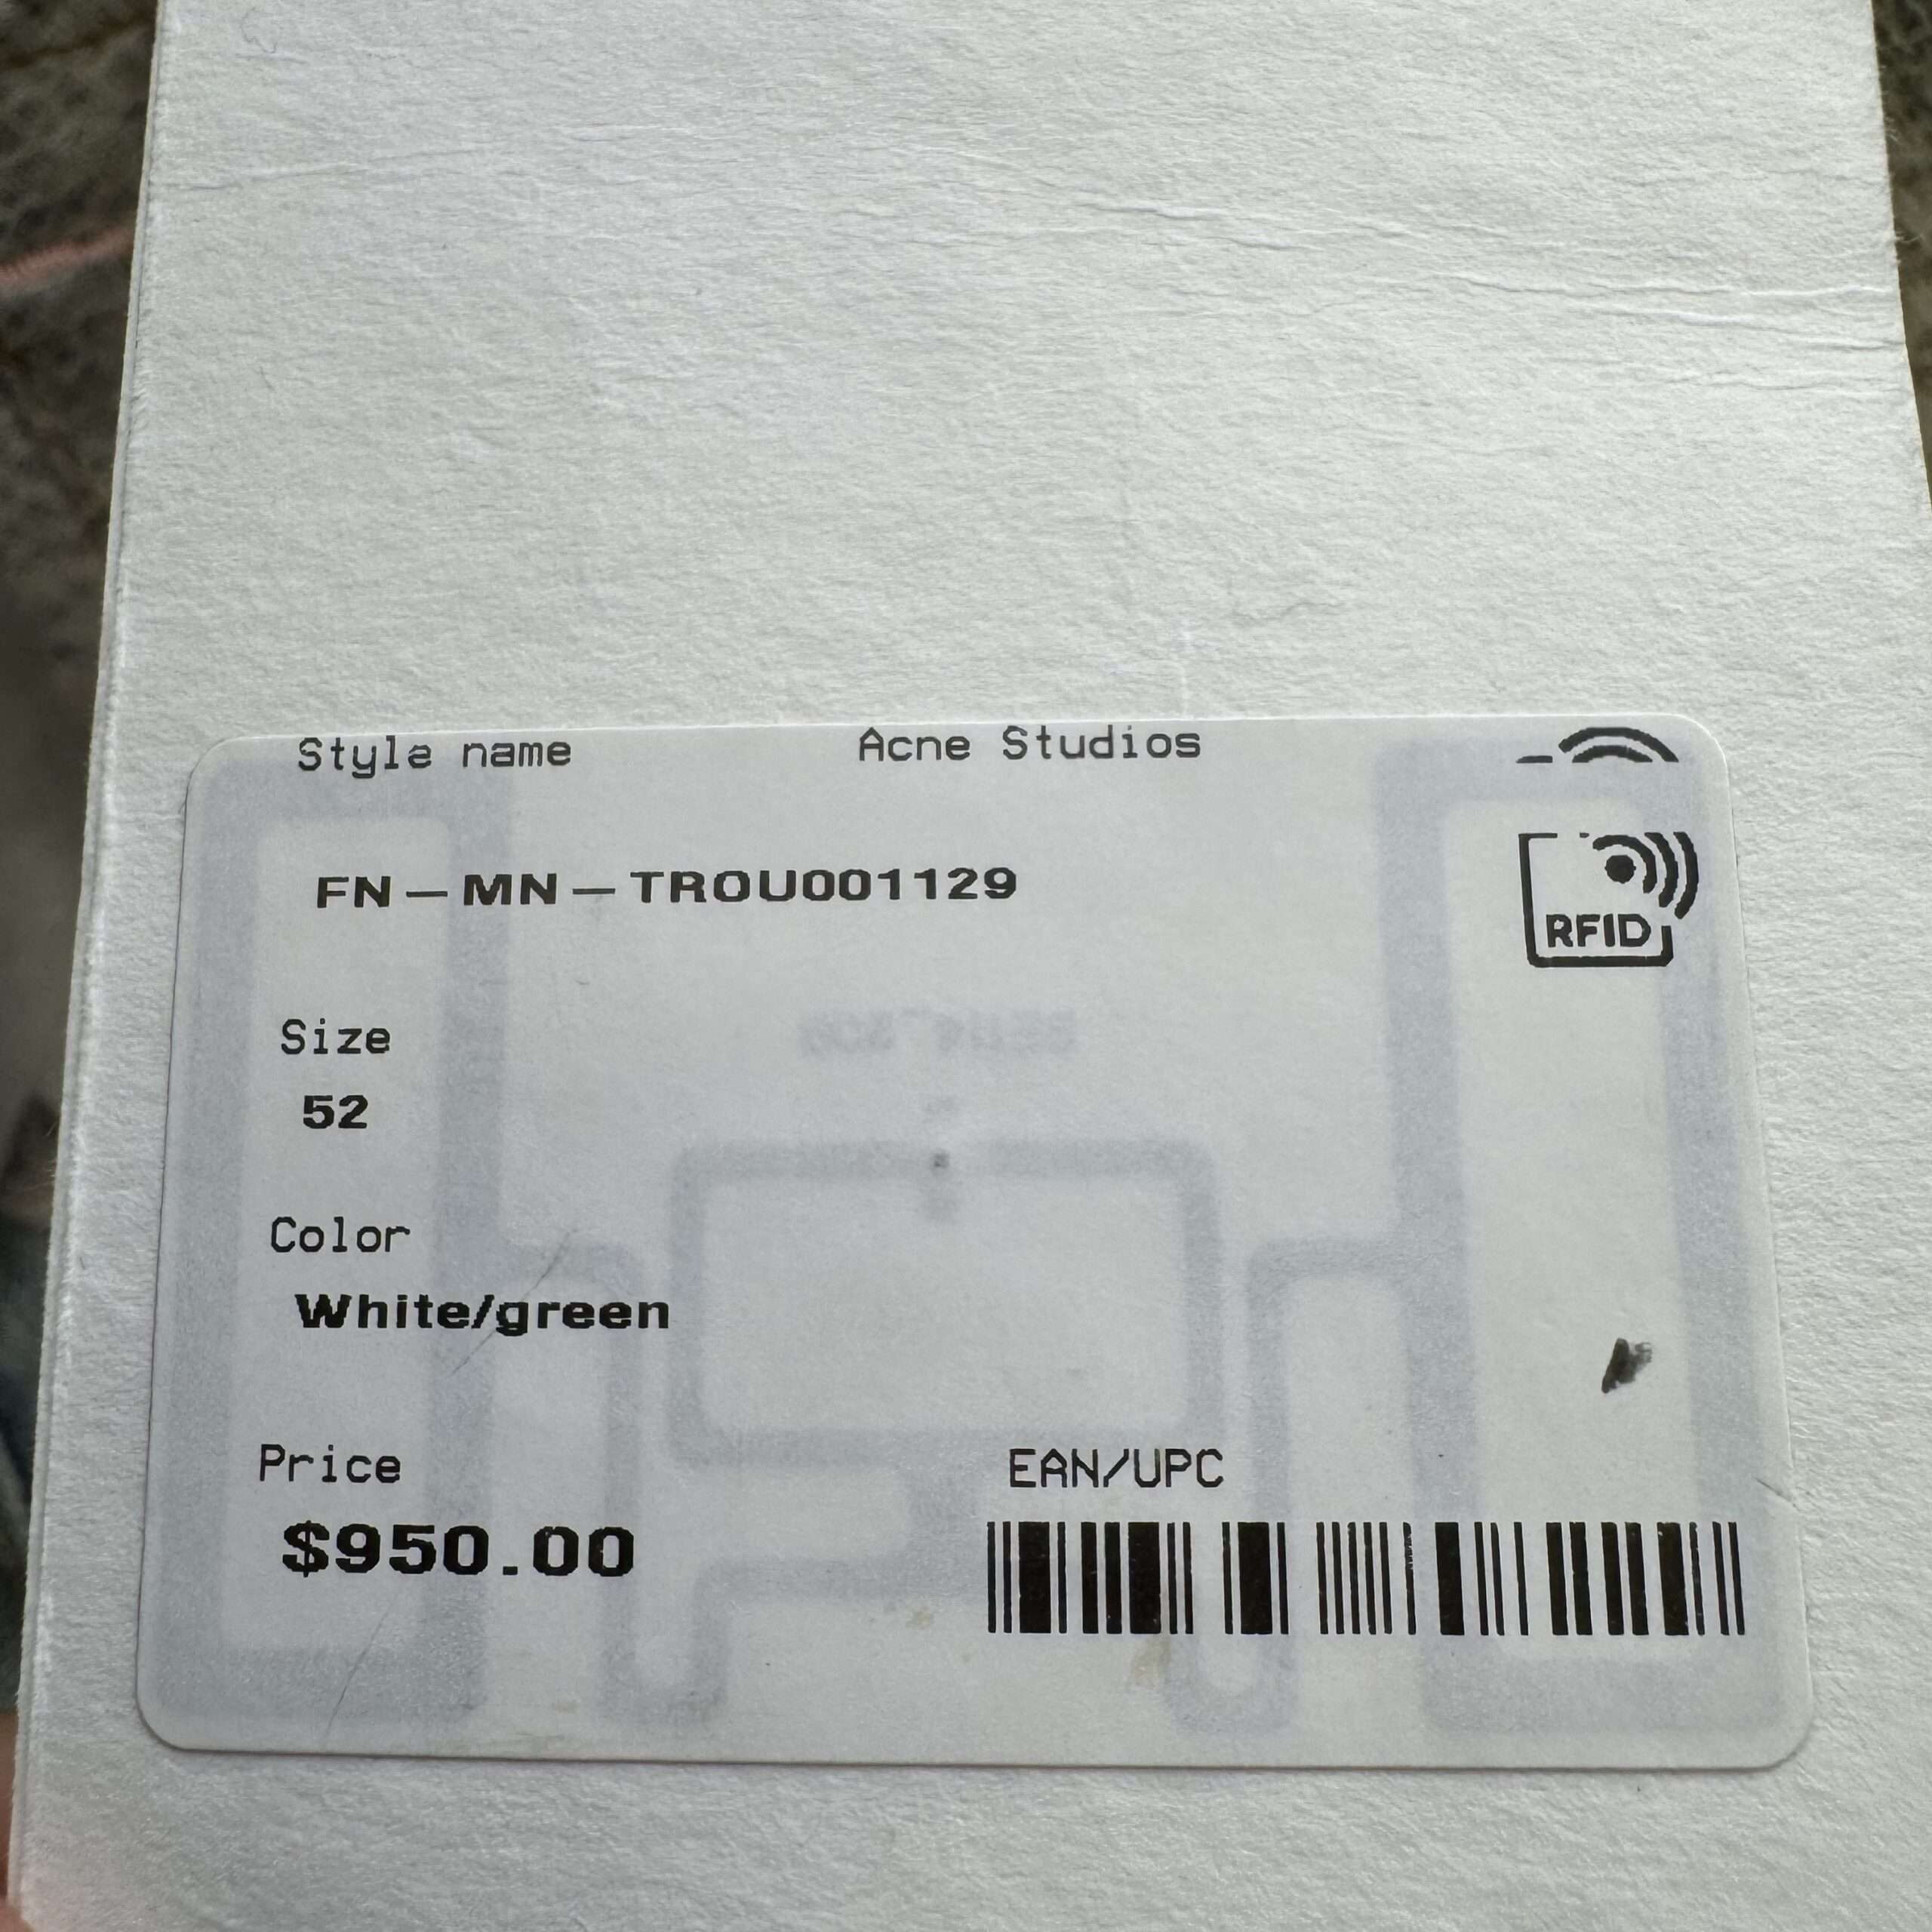 Style name Acne Studios
FN-MN-TROU001129
RFID
Size
52
Color
White/green
Price
EAN/UPC
$950.00